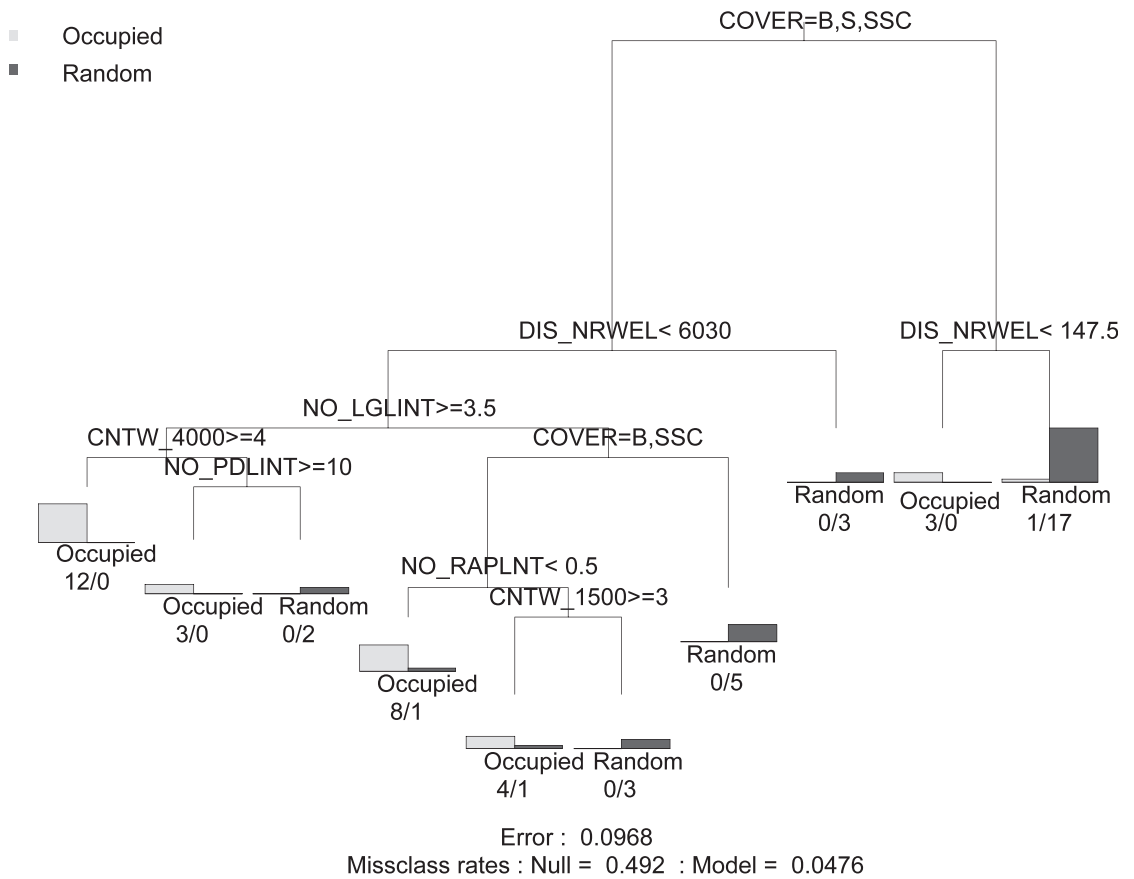 Occupied
Random
COVER=B,S,SSC
DIS_NRWEL< 6030
DIS_NRWEL< 147.5
NO_LGLINT>=3.5
CNTW_4000>=4
COVER=B,SSC
NO_PDLINT>=10
Random
0/3
Occupied
3/0
Random
1/17
Occupied
12/0
NO_RAPLNT< 0.5
CNTW_1500>=3
Occupied
3/0
Random
0/2
Random
0/5
Occupied
8/1
Occupied
4/1
Random
0/3
Error : 0.0968
Missclass rates : Null = 0.492 : Model = 0.0476